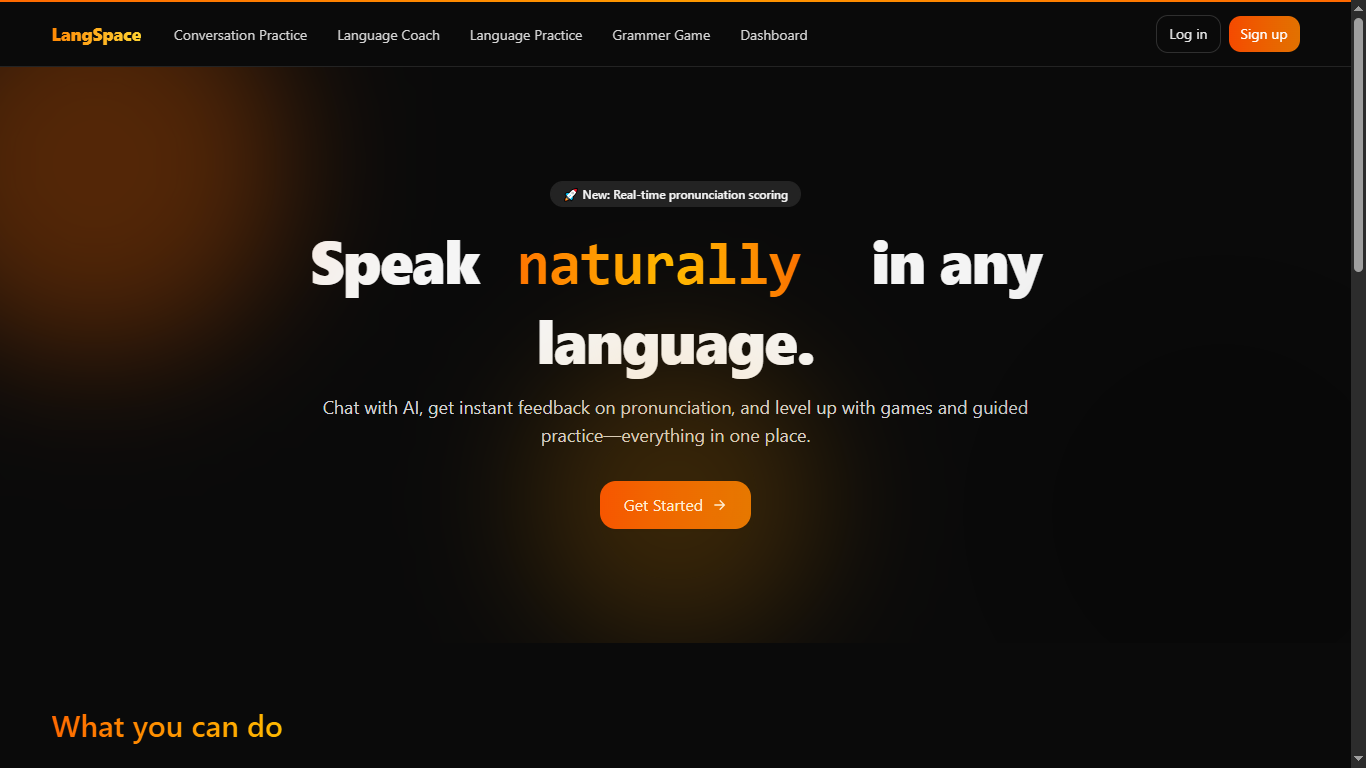 LangSpace Conversation Practice Language Coach Language Practice Grammer Game Dashboard Log in Sign up
🚀 New: Real-time pronunciation scoring
Speak naturally in any
language.
Chat with AI, get instant feedback on pronunciation, and level up with games and guided
practice—everything in one place.
Get Started →
What you can do